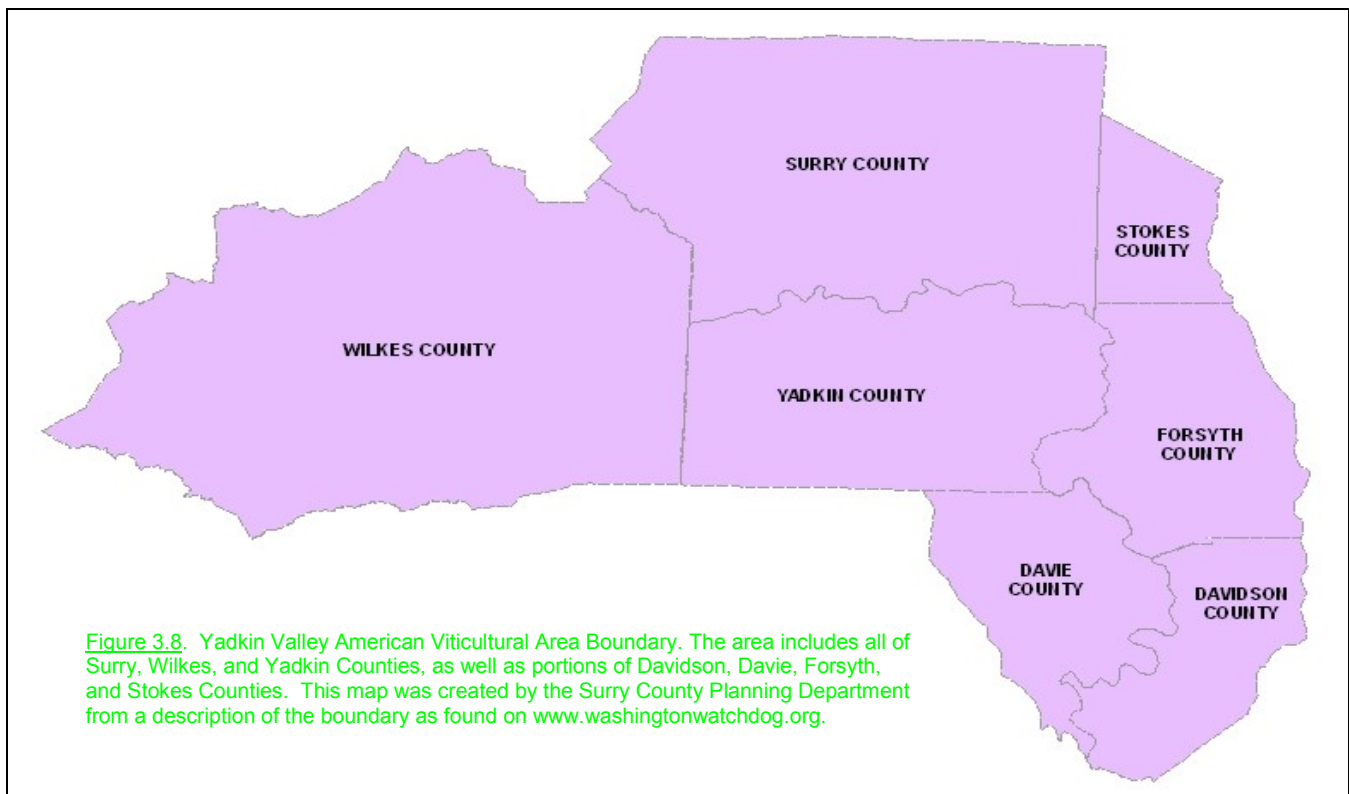 SURRY COUNTY
STOKES
COUNTY
WILKES COUNTY
YADKIN COUNTY
FORSYTH
COUNTY
DAVIE
COUNTY
DAVIDSON
COUNTY
Figure 3.8. Yadkin Valley American Viticultural Area Boundary. The area includes all of
Surry, Wilkes, and Yadkin Counties, as well as portions of Davidson, Davie, Forsyth,
and Stokes Counties. This map was created by the Surry County Planning Department
from a description of the boundary as found on www.washingtonwatchdog.org.